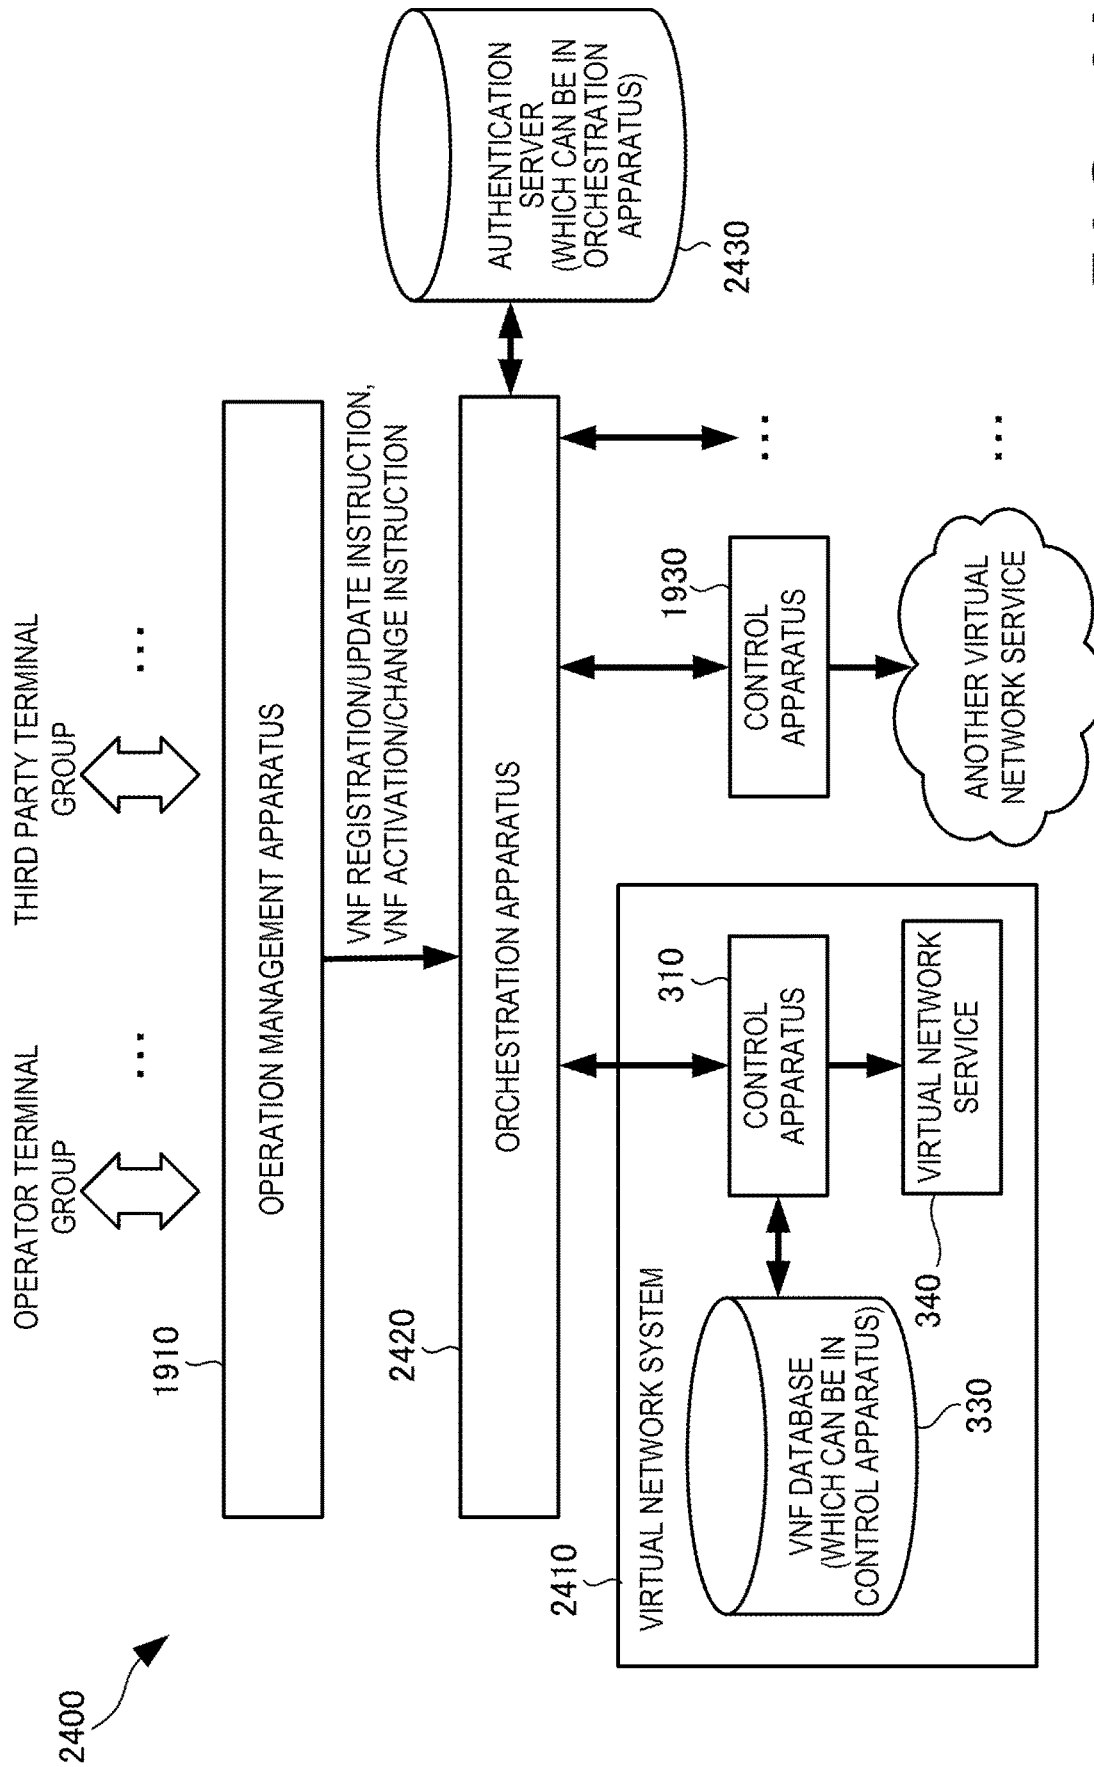 2400
OPERATOR TERMINAL
GROUP
...
THIRD PARTY TERMINAL
GROUP
...
1910
OPERATION MANAGEMENT APPARATUS
VNF REGISTRATION/UPDATE INSTRUCTION,
VNF ACTIVATION/CHANGE INSTRUCTION
2420
ORCHESTRATION APPARATUS
AUTHENTICATION
SERVER
(WHICH CAN BE IN
ORCHESTRATION
APPARATUS)
2430
2410
VIRTUAL NETWORK SYSTEM
VNF DATABASE
(WHICH CAN BE IN
CONTROL APPARATUS)
330
310
CONTROL
APPARATUS
340
VIRTUAL NETWORK
SERVICE
1930
CONTROL
APPARATUS
...
ANOTHER VIRTUAL
NETWORK SERVICE
...